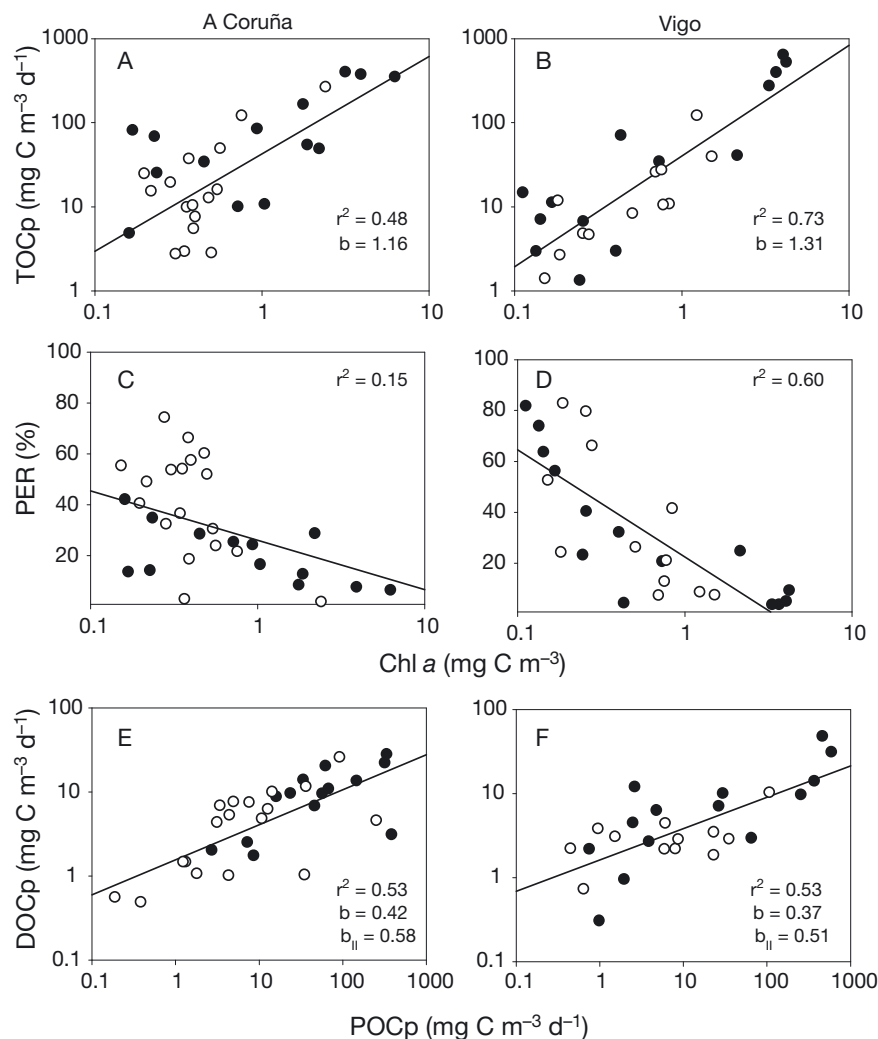 A Coruña
Vigo
TOCp (mg C m⁻³ d⁻¹)
1000
100
10
1
A
r² = 0.48
b = 1.16
0.1
1
10
1000
100
10
1
B
r² = 0.73
b = 1.31
0.1
1
10
PER (%)
100
80
60
40
20
C
r² = 0.15
0.1
1
10
100
80
60
40
20
D
r² = 0.60
0.1
1
10
Chl a (mg C m⁻³)
DOCp (mg C m⁻³ d⁻¹)
100
10
1
0.1
E
r² = 0.53
b = 0.42
bII = 0.58
0.1
1
10
100
1000
100
10
1
0.1
F
r² = 0.53
b = 0.37
bII = 0.51
0.1
1
10
100
1000
POCp (mg C m⁻³ d⁻¹)